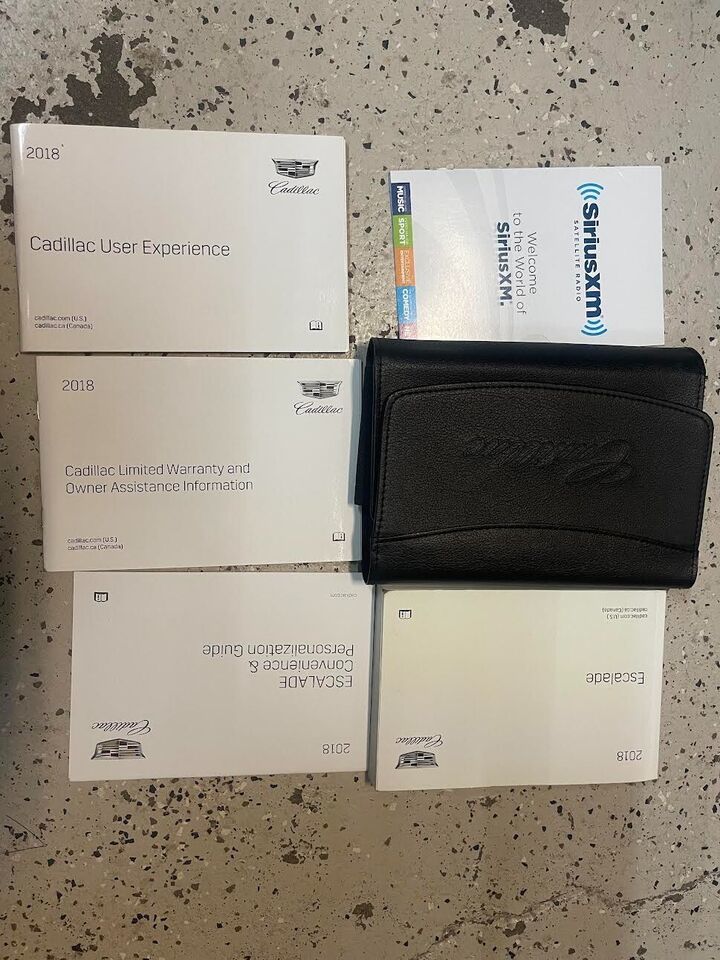 2018
Cadillac
Cadillac User Experience
cadillac.com (U.S.)
cadillac.ca (Canada)
SiriusXM
SATELLITE RADIO
Welcome
to the World of
SiriusXM.
MUSIC
SPORT
COMEDY
2018
Cadillac
Cadillac Limited Warranty and
Owner Assistance Information
cadillac.com (U.S.)
cadillac.ca (Canada)
Cadillac
2018
Cadillac
ESCALADE
Convenience &
Personalization Guide
cadillac.com
2018
Cadillac
Escalade
cadillac.com (U.S.)
cadillac.ca (Canada)